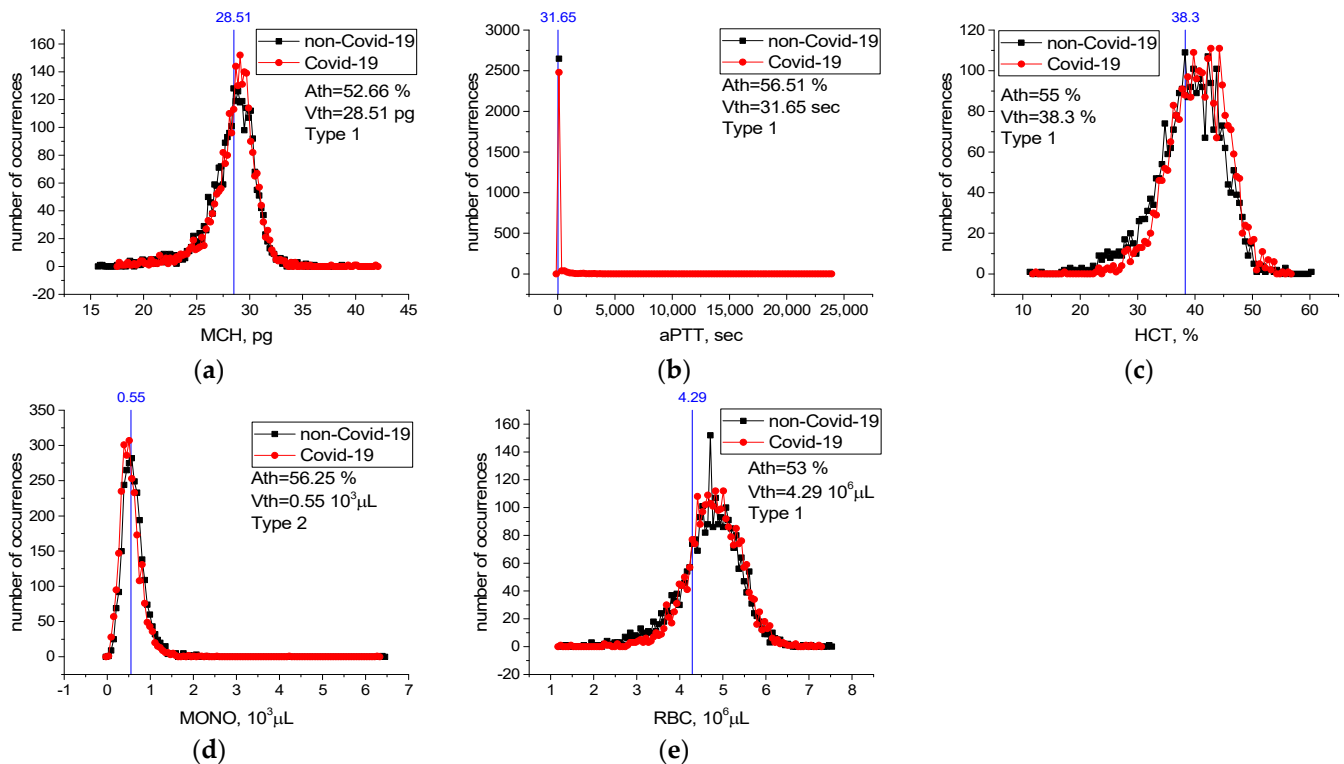 28.51
160
140
120
100
80
60
40
20
0
-20
number of occurrences
non-Covid-19
Covid-19
Ath=52.66 %
Vth=28.51 pg
Type 1
15 20 25 30 35 40 45
MCH, pg
(a)
31.65
3000
2500
2000
1500
1000
500
0
number of occurrences
non-Covid-19
Covid-19
Ath=56.51 %
Vth=31.65 sec
Type 1
0 5,000 10,000 15,000 20,000 25,000
aPTT, sec
(b)
38.3
120
100
80
60
40
20
0
number of occurrences
non-Covid-19
Covid-19
Ath=55 %
Vth=38.3 %
Type 1
10 20 30 40 50 60
HCT, %
(c)
0.55
350
300
250
200
150
100
50
0
number of occurrences
non-Covid-19
Covid-19
Ath=56.25 %
Vth=0.55 10³μL
Type 2
-1 0 1 2 3 4 5 6 7
MONO, 10³μL
(d)
4.29
160
140
120
100
80
60
40
20
0
-20
number of occurrences
non-Covid-19
Covid-19
Ath=53 %
Vth=4.29 10⁶μL
Type 1
1 2 3 4 5 6 7 8
RBC, 10⁶μL
(e)